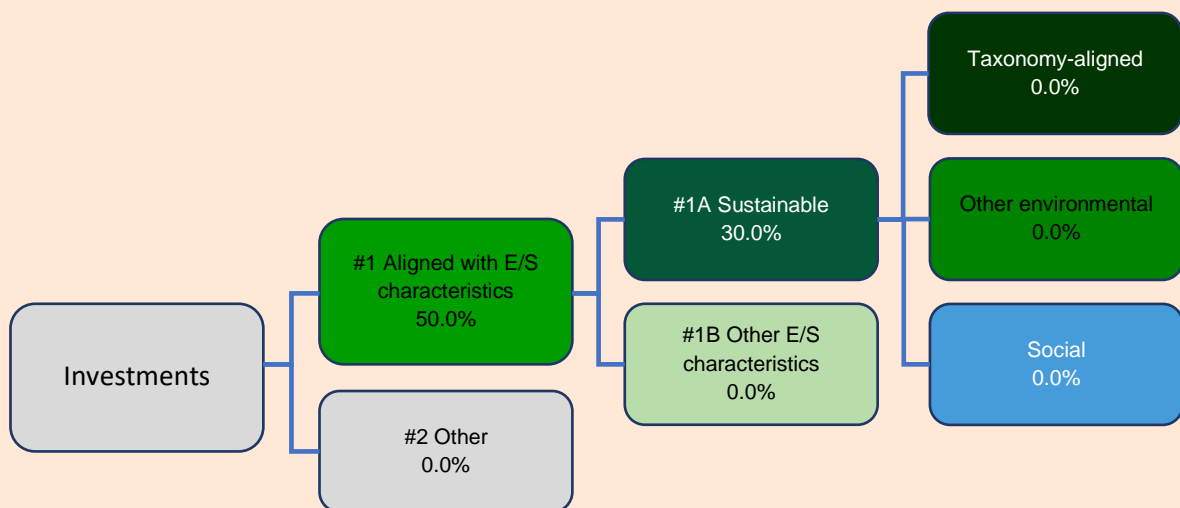 Investments
#1 Aligned with E/S
characteristics
50.0%
#2 Other
0.0%
#1A Sustainable
30.0%
#1B Other E/S
characteristics
0.0%
Taxonomy-aligned
0.0%
Other environmental
0.0%
Social
0.0%